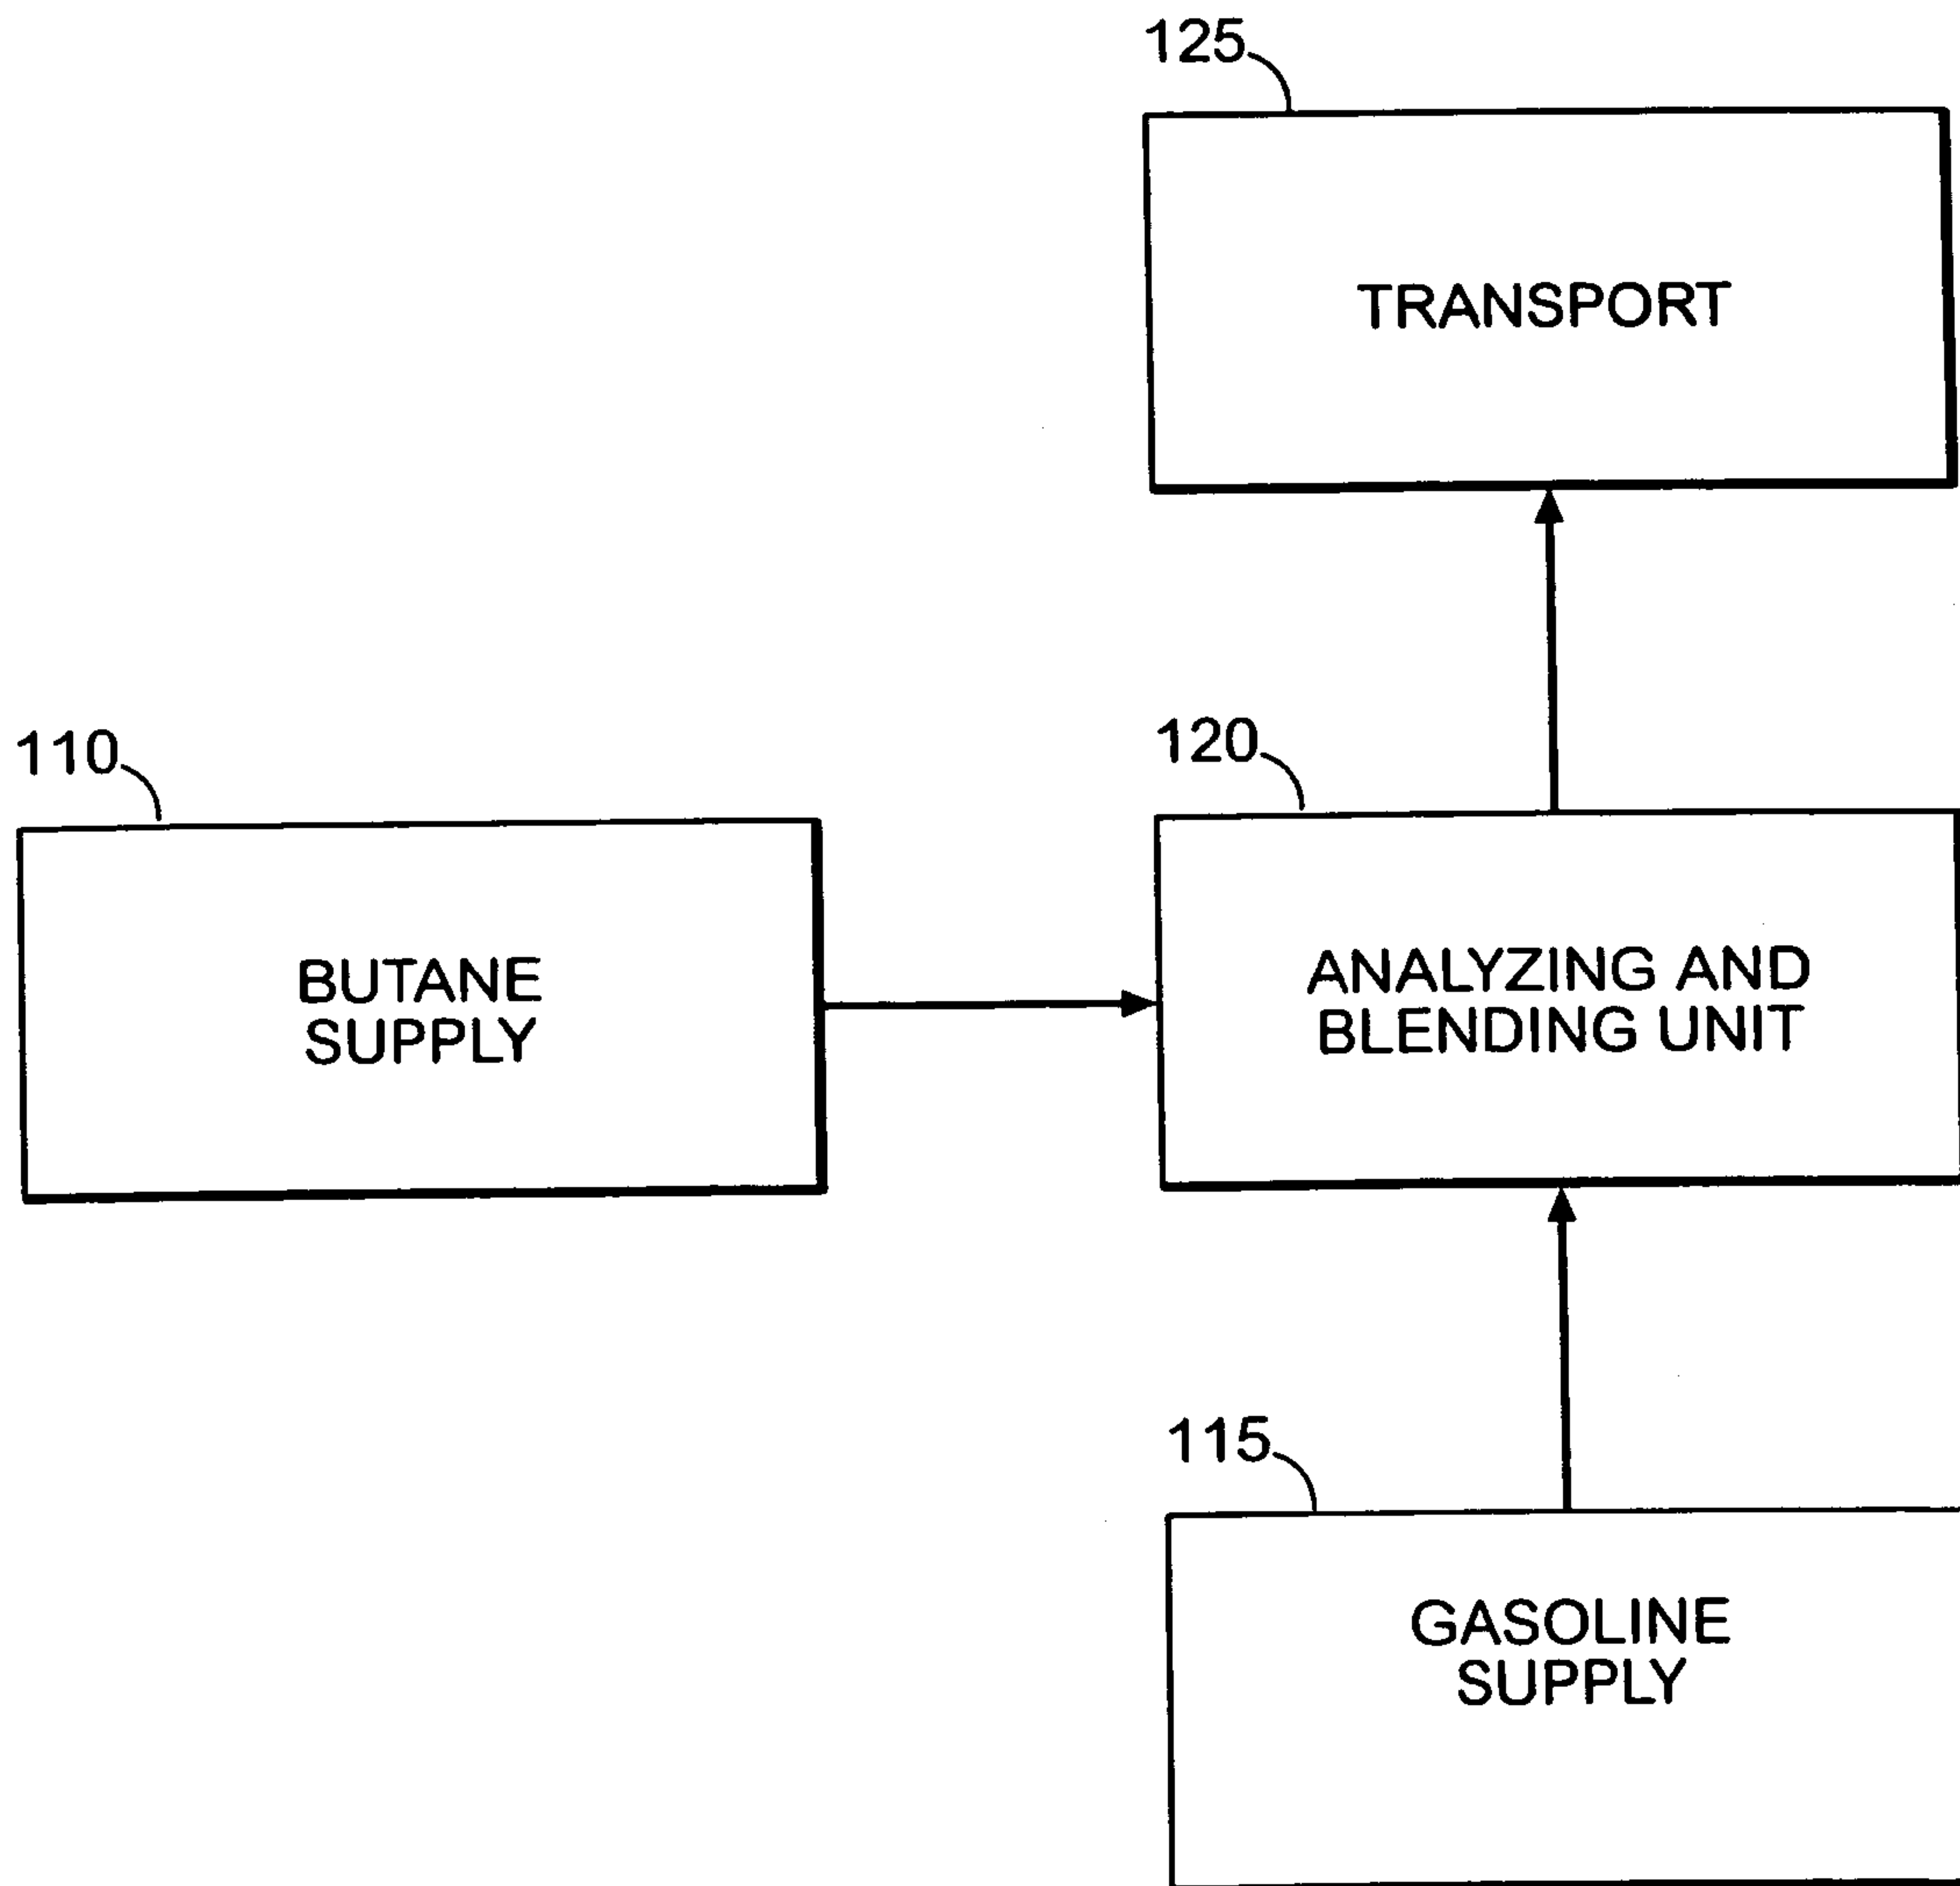 125
TRANSPORT
110
120
BUTANE
SUPPLY
ANALYZING AND
BLENDING UNIT
115
GASOLINE
SUPPLY